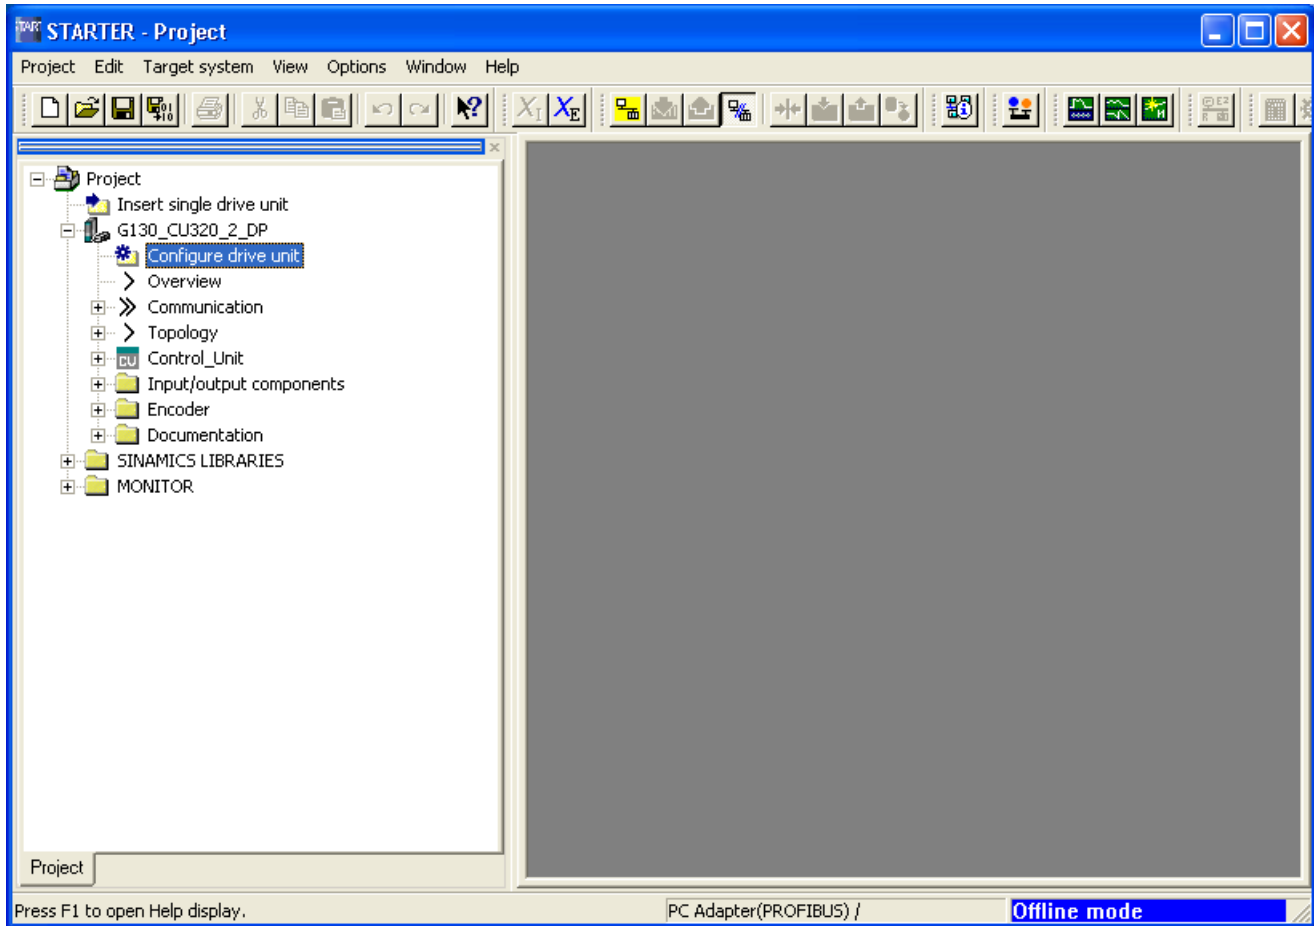 STARTER - Project
Project Edit Target system View Options Window Help
Project
Insert single drive unit
G130_CU320_2_DP
Configure drive unit
Overview
Communication
Topology
Control_Unit
Input/output components
Encoder
Documentation
SINAMICS LIBRARIES
MONITOR
Project
Press F1 to open Help display.
PC Adapter(PROFIBUS) /
Offline mode